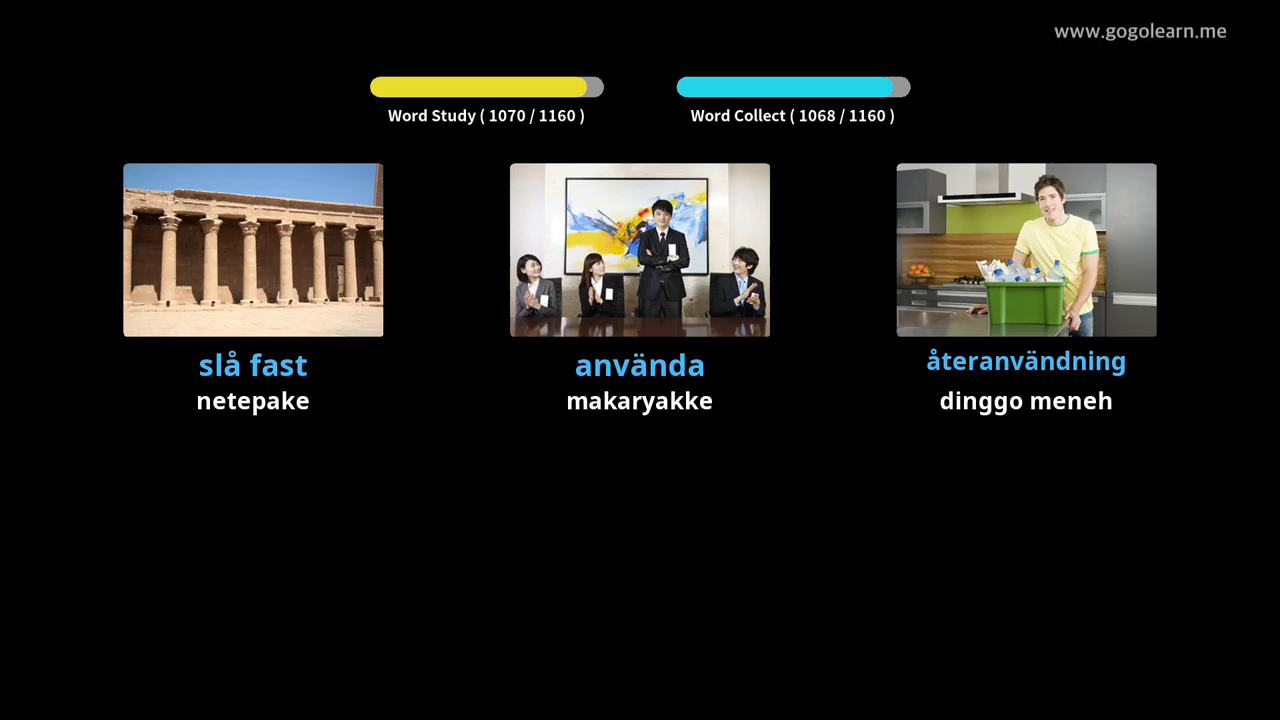 www.gogolearn.me
Word Study ( 1070 / 1160 )
Word Collect ( 1068 / 1160 )
slå fast
använda
återanvändning
netepake
makaryakke
dinggo meneh